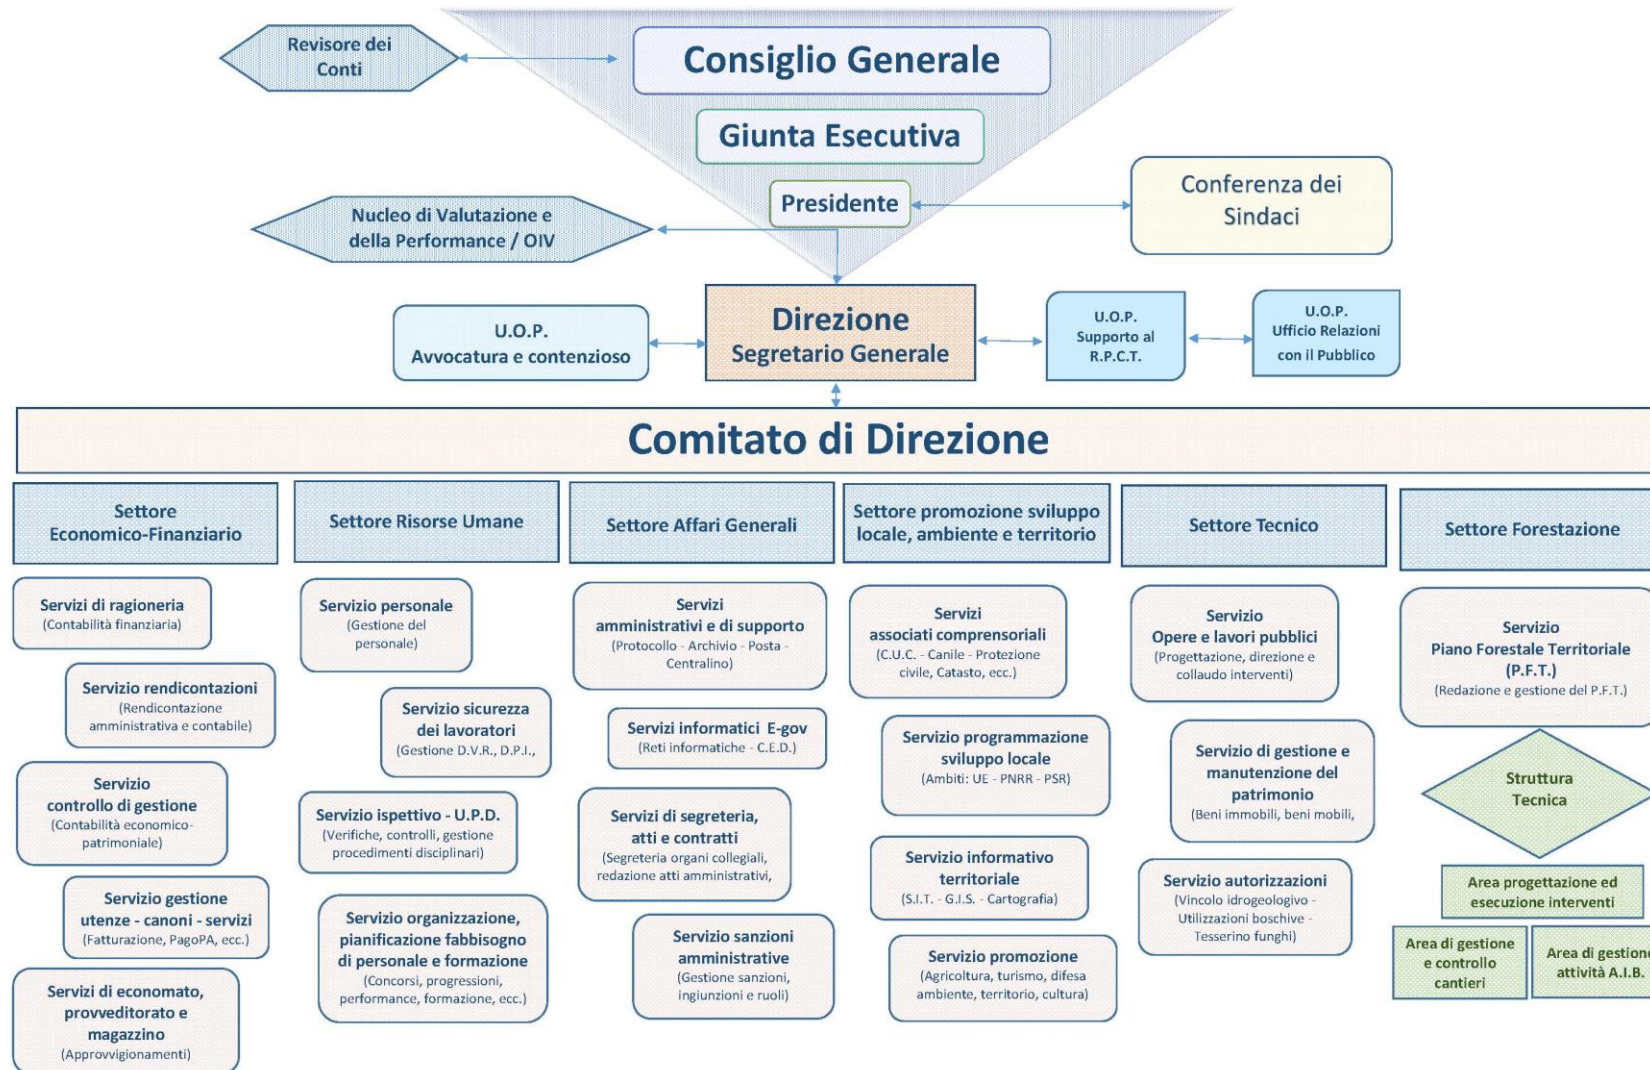 Revisore dei
Conti
Consiglio Generale
Giunta Esecutiva
Presidente
Conferenza dei
Sindaci
Nucleo di Valutazione e
della Performance / OIV
U.O.P.
Avvocatura e contenzioso
Direzione
Segretario Generale
U.O.P.
Supporto al
R.P.C.T.
U.O.P.
Ufficio Relazioni
con il Pubblico
Comitato di Direzione
Settore
Economico-Finanziario
Servizi di ragioneria
(Contabilità finanziaria)
Servizio rendicontazioni
(Rendicontazione
amministrativa e contabile)
Servizio
controllo di gestione
(Contabilità economico-
patrimoniale)
Servizio gestione
utenze - canoni - servizi
(Fatturazione, PagoPA, ecc.)
Servizi di economato,
provveditorato e
magazzino
(Approvvigionamenti)
Settore Risorse Umane
Servizio personale
(Gestione del
personale)
Servizio sicurezza
dei lavoratori
(Gestione D.V.R., D.P.I.,
Servizio ispettivo - U.P.D.
(Verifiche, controlli, gestione
procedimenti disciplinari)
Servizio organizzazione,
pianificazione fabbisogno
di personale e formazione
(Concorsi, progressioni,
performance, formazione, ecc.)
Settore Affari Generali
Servizi
amministrativi e di supporto
(Protocollo - Archivio - Posta -
Centralino)
Servizi informatici E-gov
(Reti informatiche - C.E.D.)
Servizi di segreteria,
atti e contratti
(Segreteria organi collegiali,
redazione atti amministrativi,
Servizio sanzioni
amministrative
(Gestione sanzioni,
ingiunzioni e ruoli)
Settore promozione sviluppo
locale, ambiente e territorio
Servizi
associati comprensoriali
(C.U.C. - Canile - Protezione
civile, Catasto, ecc.)
Servizio programmazione
sviluppo locale
(Ambiti: UE - PNRR - PSR)
Servizio informativo
territoriale
(S.I.T. - G.I.S. - Cartografia)
Servizio promozione
(Agricoltura, turismo, difesa
ambiente, territorio, cultura)
Settore Tecnico
Servizio
Opere e lavori pubblici
(Progettazione, direzione e
collaudo interventi)
Servizio di gestione e
manutenzione del
patrimonio
(Beni immobili, beni mobili,
Servizio autorizzazioni
(Vincolo idrogeologivo -
Utilizzazioni boschive -
Tesserino funghi)
Settore Forestazione
Servizio
Piano Forestale Territoriale
(P.F.T.)
(Redazione e gestione del P.F.T.)
Struttura
Tecnica
Area progettazione ed
esecuzione interventi
Area di gestione
e controllo
cantieri
Area di gestione
attività A.I.B.